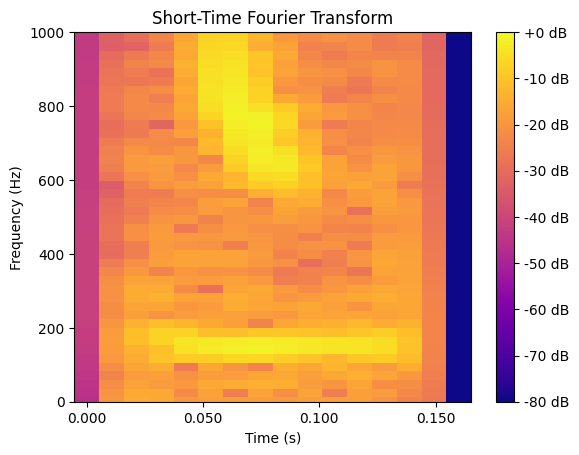 Short-Time Fourier Transform
Frequency (Hz)
1000
800
600
400
200
0
0.000
0.050
0.100
0.150
Time (s)
+0 dB
-10 dB
-20 dB
-30 dB
-40 dB
-50 dB
-60 dB
-70 dB
-80 dB